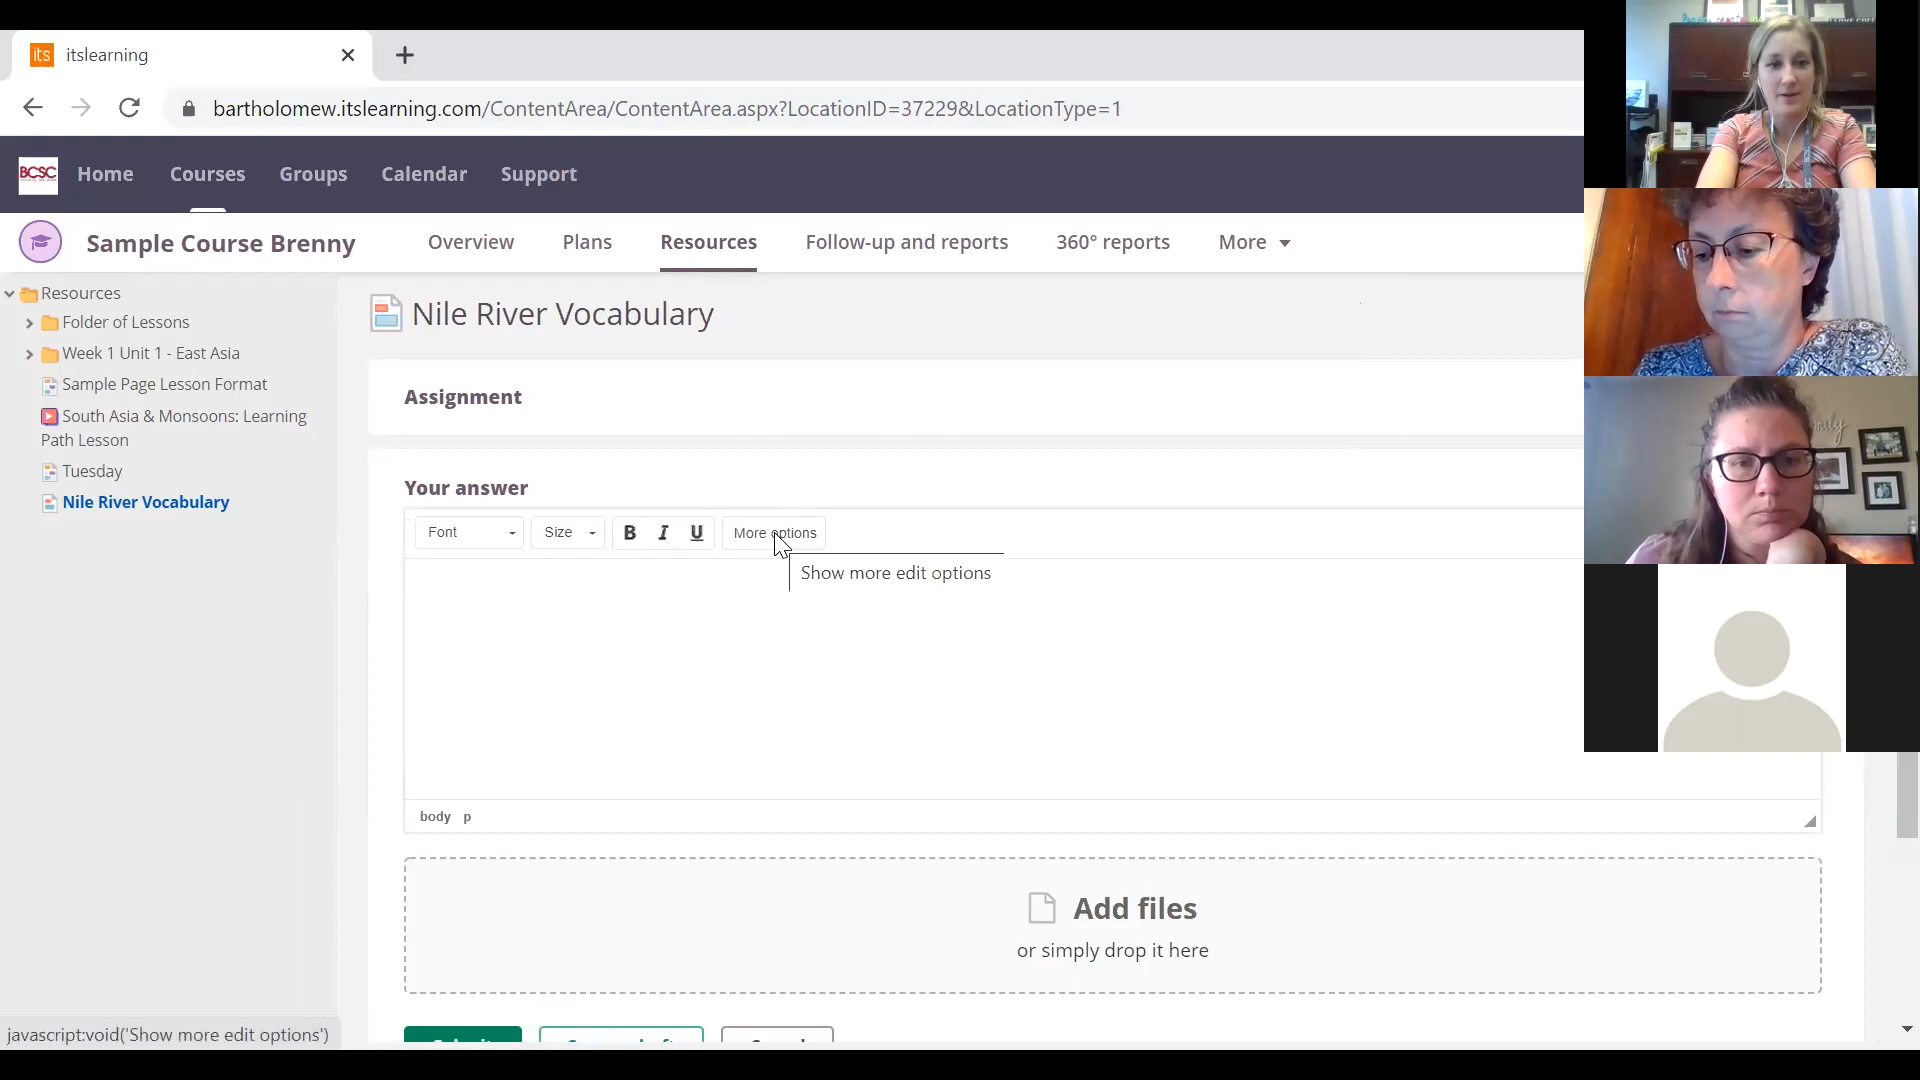 its itslearning
bartholomew.itslearning.com/ContentArea/ContentArea.aspx?LocationID=37229&LocationType=1
BCSC Home Courses Groups Calendar Support
Sample Course Brenny Overview Plans Resources Follow-up and reports 360° reports More
Resources
Folder of Lessons
Week 1 Unit 1 - East Asia
Sample Page Lesson Format
South Asia & Monsoons: Learning
Path Lesson
Tuesday
Nile River Vocabulary
Nile River Vocabulary
Assignment
Your answer
Font Size B I U More options
Show more edit options
body p
Add files
or simply drop it here
javascript:void('Show more edit options')